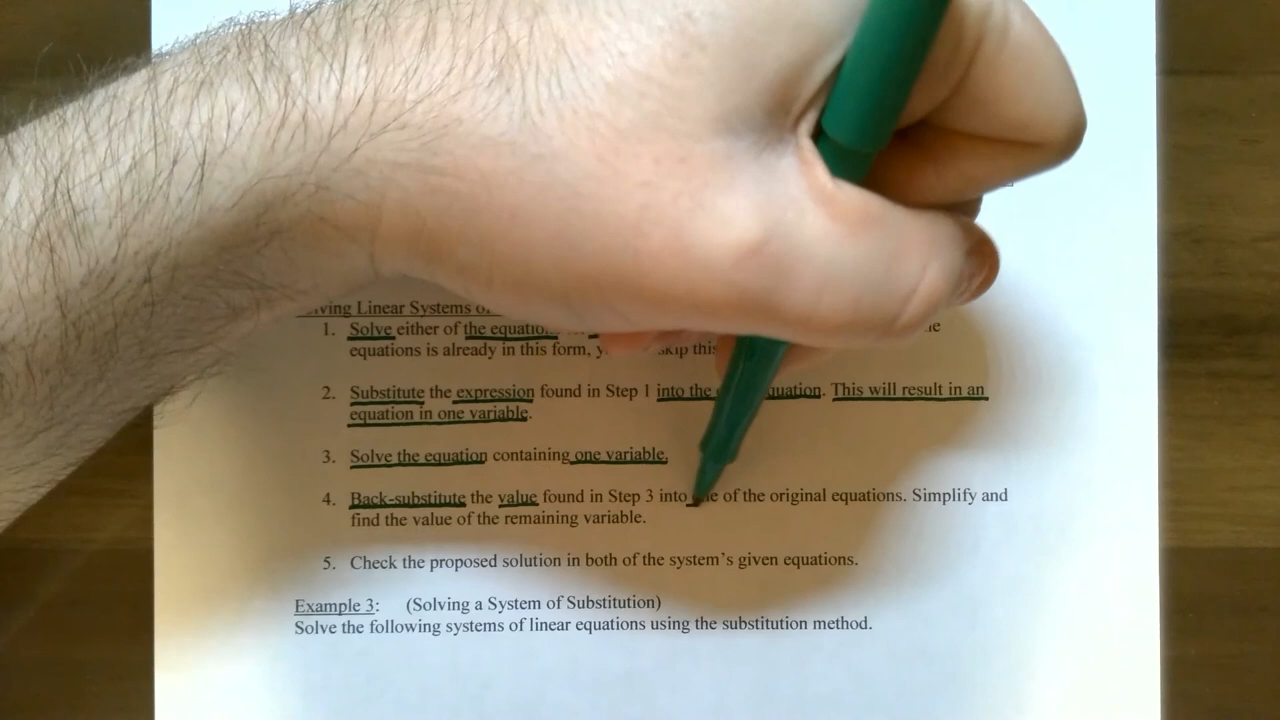 Linear Systems
1. Solve either of the
equations is already in this form, skip
2. Substitute the expression found in Step 1 into the This will result in an
equation in one variable.
3. Solve the equation containing one variable.
4. Back-substitute the value found in Step 3 into of the original equations. Simplify and
find the value of the remaining variable.
5. Check the proposed solution in both of the system's given equations.
Example 3: (Solving a System of Substitution)
Solve the following systems of linear equations using the substitution method.